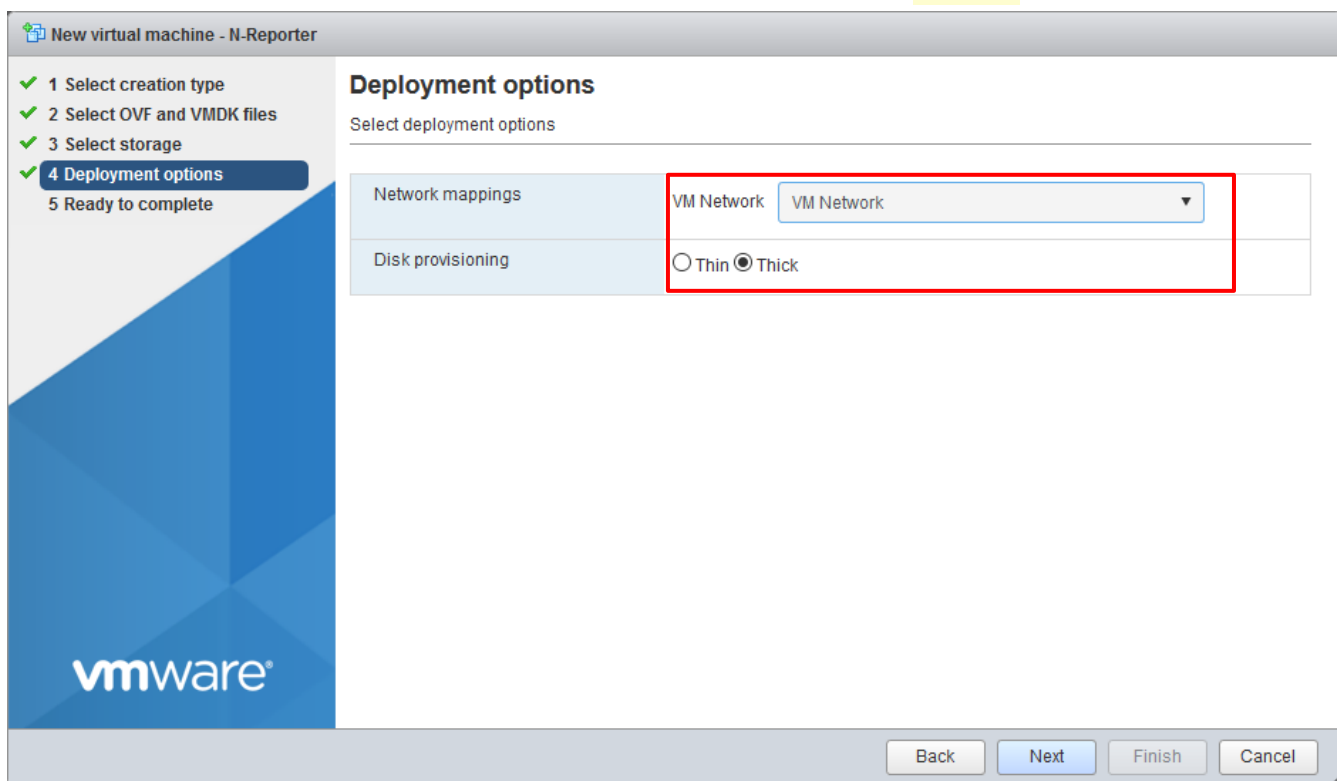 New virtual machine - N-Reporter
1 Select creation type
2 Select OVF and VMDK files
3 Select storage
4 Deployment options
5 Ready to complete
vmware®
Deployment options
Select deployment options
Network mappings
VM Network VM Network
Disk provisioning
Thin Thick
Back Next Finish Cancel